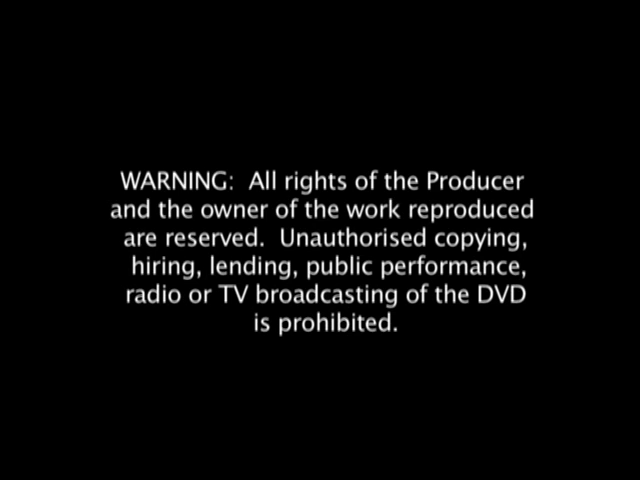 WARNING:  All rights of the Producer
and the owner of the work reproduced
are reserved.  Unauthorised copying,
hiring, lending, public performance,
radio or TV broadcasting of the DVD
is prohibited.